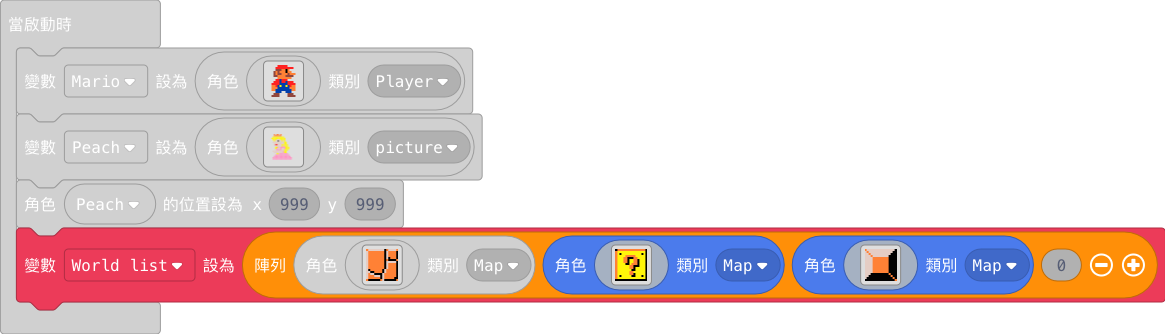 當啟動時
變數 Mario 設為 角色 類別 Player
變數 Peach 設為 角色 類別 picture
角色 Peach 的位置設為 x 999 y 999
變數 World list 設為 陣列 角色 類別 Map 角色 ? 類別 Map 角色 類別 Map 0